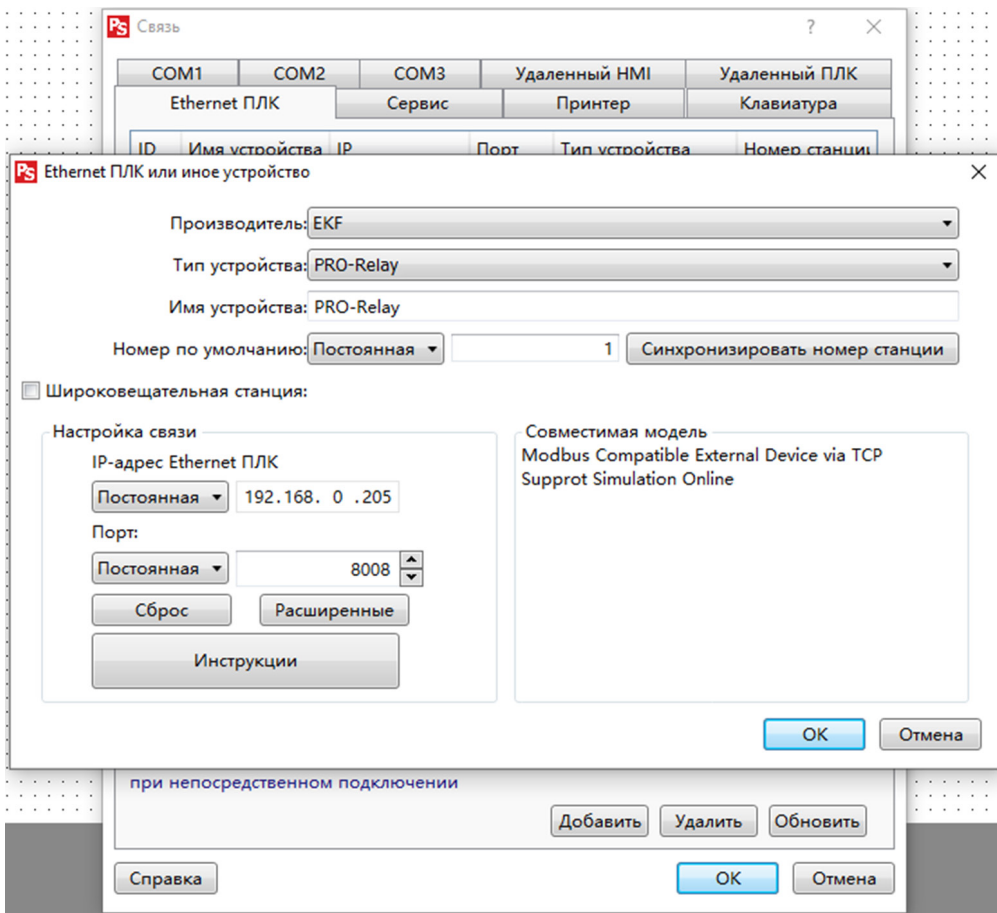 PS Связь ?
COM1 COM2 COM3 Удаленный HMI Удаленный ПЛК
Ethernet ПЛК Сервис Принтер Клавиатура
ID Имя устройства IP Порт Тип устройства Номер станции
PS Ethernet ПЛК или иное устройство
Производитель: EKF
Тип устройства: PRO-Relay
Имя устройства: PRO-Relay
Номер по умолчанию: Постоянная 1 Синхронизировать номер станции
Широковещательная станция:
Настройка связи
IP-адрес Ethernet ПЛК
Постоянная 192.168. 0 .205
Порт:
Постоянная 8008
Сброс Расширенные
Инструкции
Совместимая модель
Modbus Compatible External Device via TCP
Supprot Simulation Online
OK Отмена
при непосредственном подключении
Добавить Удалить Обновить
Справка OK Отмена